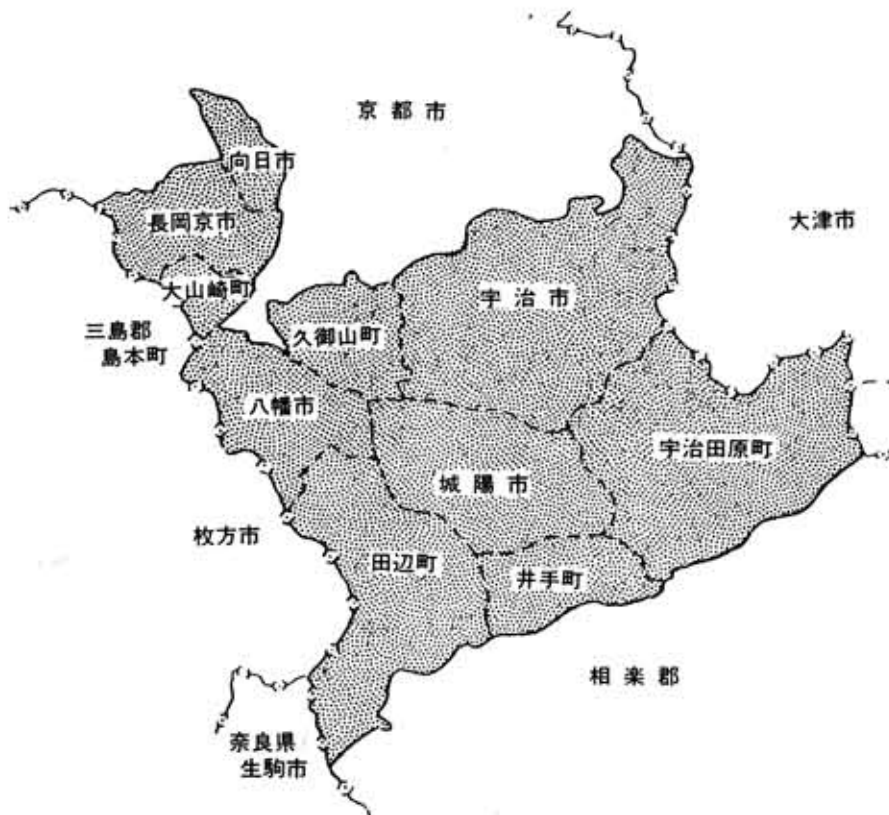 京都市
向日市
長岡京市
大津市
大山崎町
宇治市
三島郡
島本町
久御山町
八幡市
宇治田原町
城陽市
枚方市
田辺町
井手町
相楽郡
奈良県
生駒市